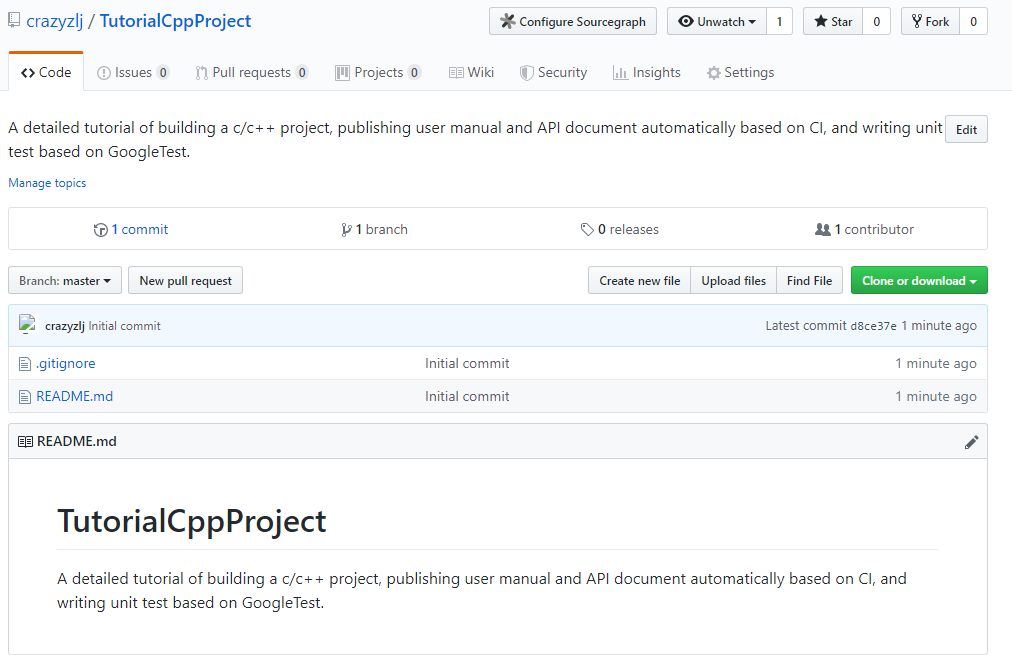 crazyzlj / TutorialCppProject Configure Sourcegraph Unwatch 1 Star 0 Fork 0
Code Issues 0 Pull requests 0 Projects 0 Wiki Security Insights Settings
A detailed tutorial of building a c/c++ project, publishing user manual and API document automatically based on CI, and writing unit Edit
test based on GoogleTest.
Manage topics
1 commit 1 branch 0 releases 1 contributor
Branch: master New pull request Create new file Upload files Find File Clone or download
crazyzlj Initial commit Latest commit d8ce37e 1 minute ago
.gitignore Initial commit 1 minute ago
README.md Initial commit 1 minute ago
README.md
TutorialCppProject
A detailed tutorial of building a c/c++ project, publishing user manual and API document automatically based on CI, and
writing unit test based on GoogleTest.